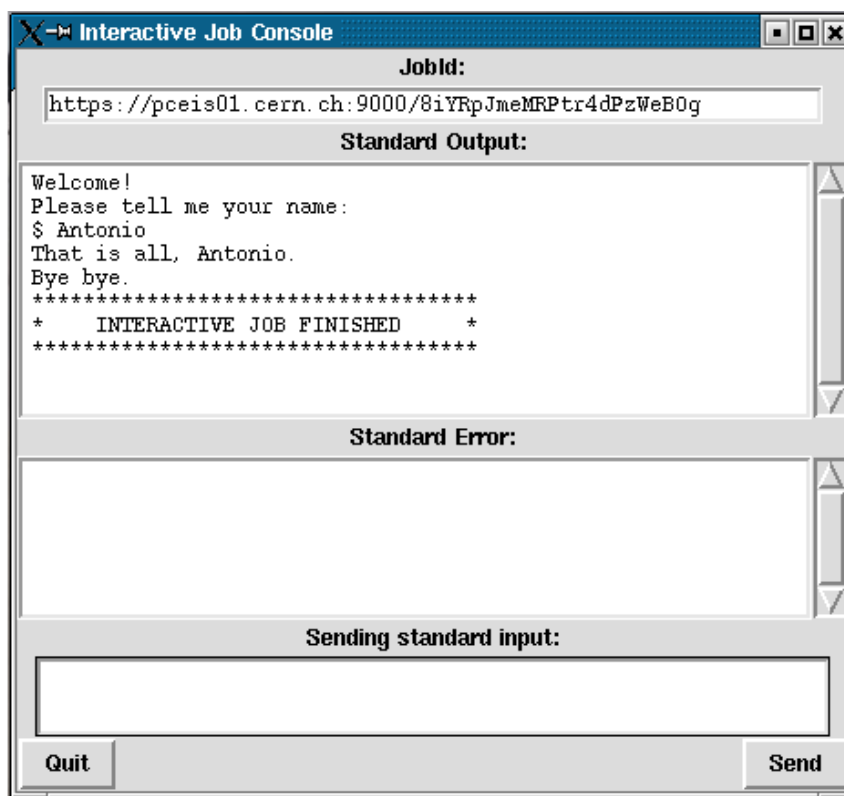 Interactive Job Console
JobId:
https://pceis01.cern.ch:9000/8iYRpJmeMRPtr4dPzWeB0g
Standard Output:
Welcome!
Please tell me your name:
$ Antonio
That is all, Antonio.
Bye bye.
***********************************
*    INTERACTIVE JOB FINISHED     *
***********************************
Standard Error:
Sending standard input:
Quit
Send